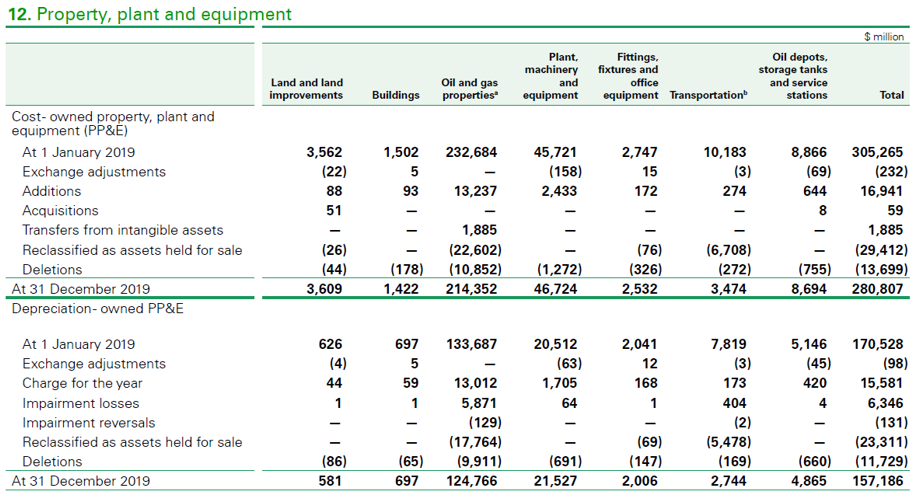 12. Property, plant and equipment
$ million
Land and land improvements Buildings Oil and gas propertiesᵃ Plant, machinery and equipment Fittings, fixtures and office equipment Transportationᵇ Oil depots, storage tanks and service stations Total
Cost- owned property, plant and
equipment (PP&E)
At 1 January 2019 3,562 1,502 232,684 45,721 2,747 10,183 8,866 305,265
Exchange adjustments (22) 5 – (158) 15 (3) (69) (232)
Additions 88 93 13,237 2,433 172 274 644 16,941
Acquisitions 51 – – – – – 8 59
Transfers from intangible assets – – 1,885 – – – – 1,885
Reclassified as assets held for sale (26) – (22,602) – (76) (6,708) – (29,412)
Deletions (44) (178) (10,852) (1,272) (326) (272) (755) (13,699)
At 31 December 2019 3,609 1,422 214,352 46,724 2,532 3,474 8,694 280,807
Depreciation- owned PP&E
At 1 January 2019 626 697 133,687 20,512 2,041 7,819 5,146 170,528
Exchange adjustments (4) 5 – (63) 12 (3) (45) (98)
Charge for the year 44 59 13,012 1,705 168 173 420 15,581
Impairment losses 1 1 5,871 64 1 404 4 6,346
Impairment reversals – – (129) – – (2) – (131)
Reclassified as assets held for sale – – (17,764) – (69) (5,478) – (23,311)
Deletions (86) (65) (9,911) (691) (147) (169) (660) (11,729)
At 31 December 2019 581 697 124,766 21,527 2,006 2,744 4,865 157,186